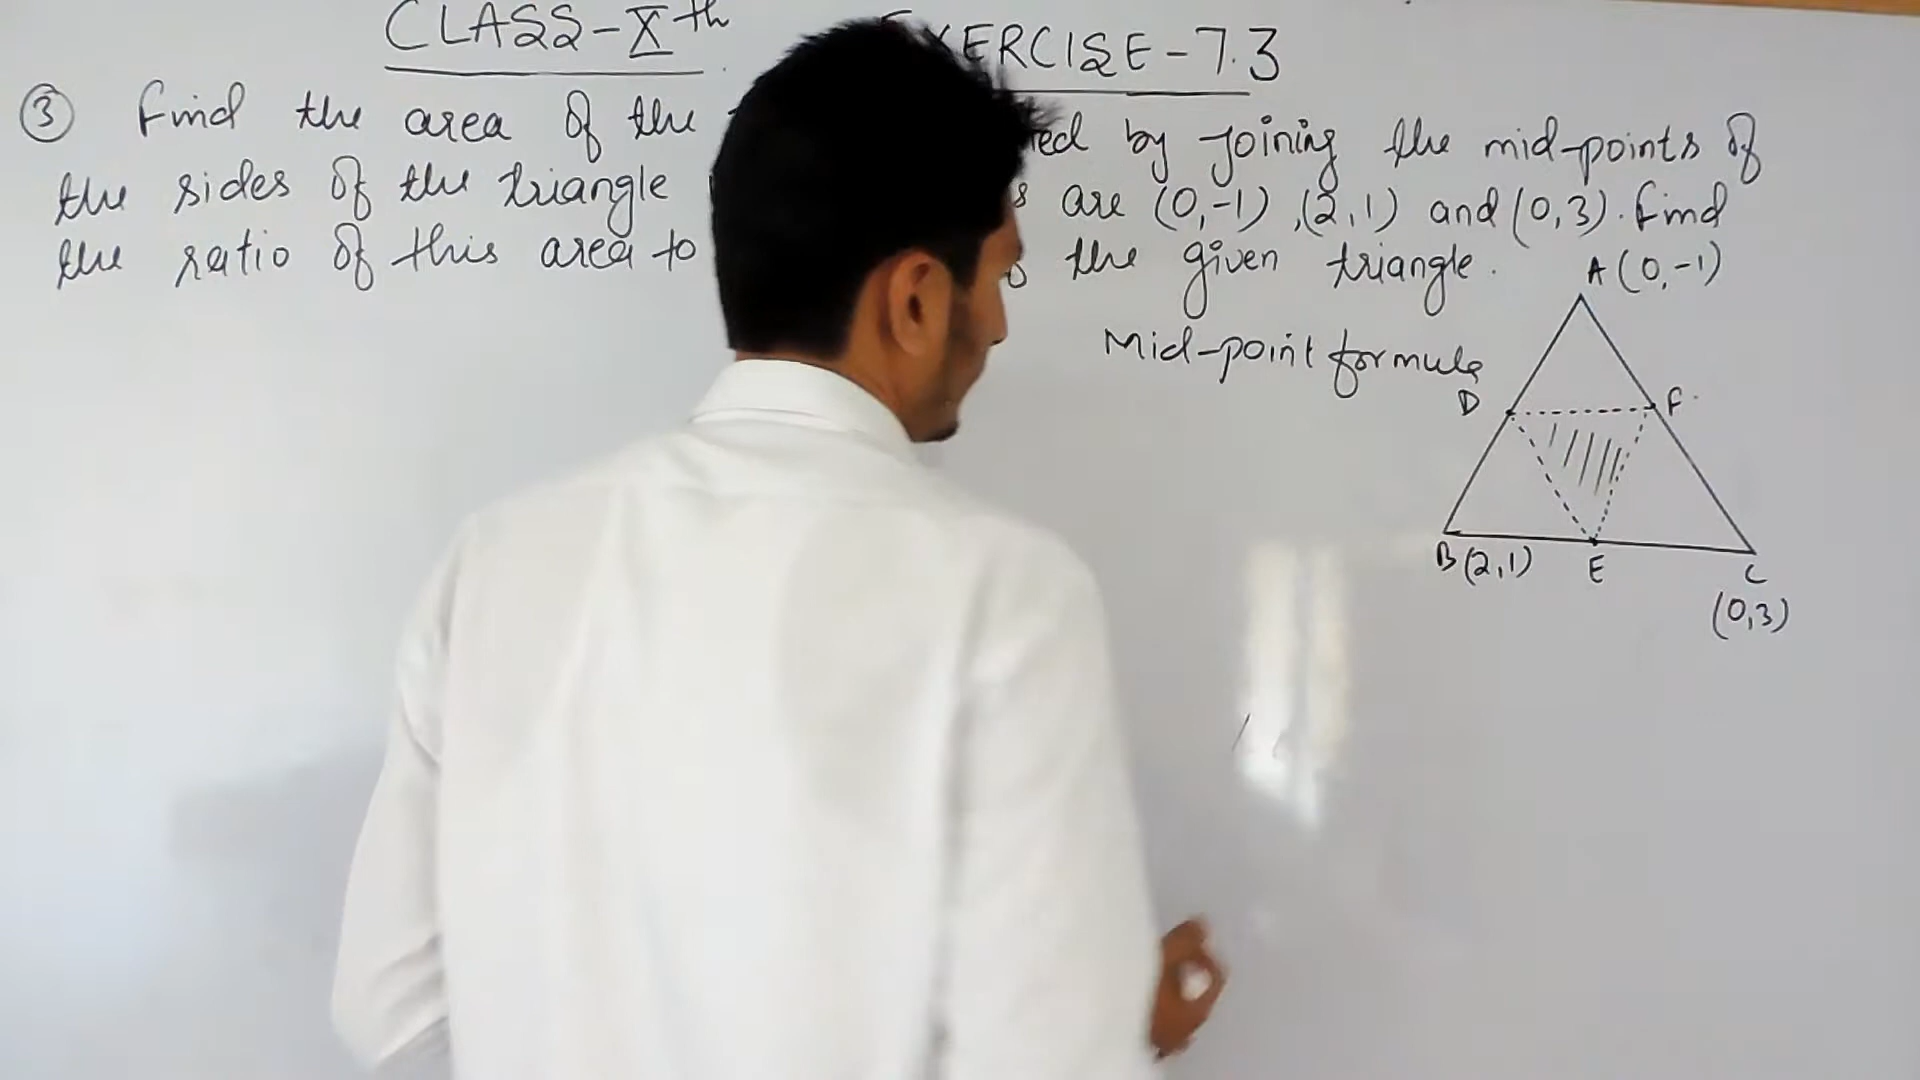 CLASS-Xth EXERCISE-7.3
③ Find the area of the by joining the mid-points of
the sides of the triangle are (0,-1), (2,1) and (0,3). Find
the ratio of this area to the given triangle.
A (0,-1)
Mid-point formula
D F
B (2,1) E C
(0,3)